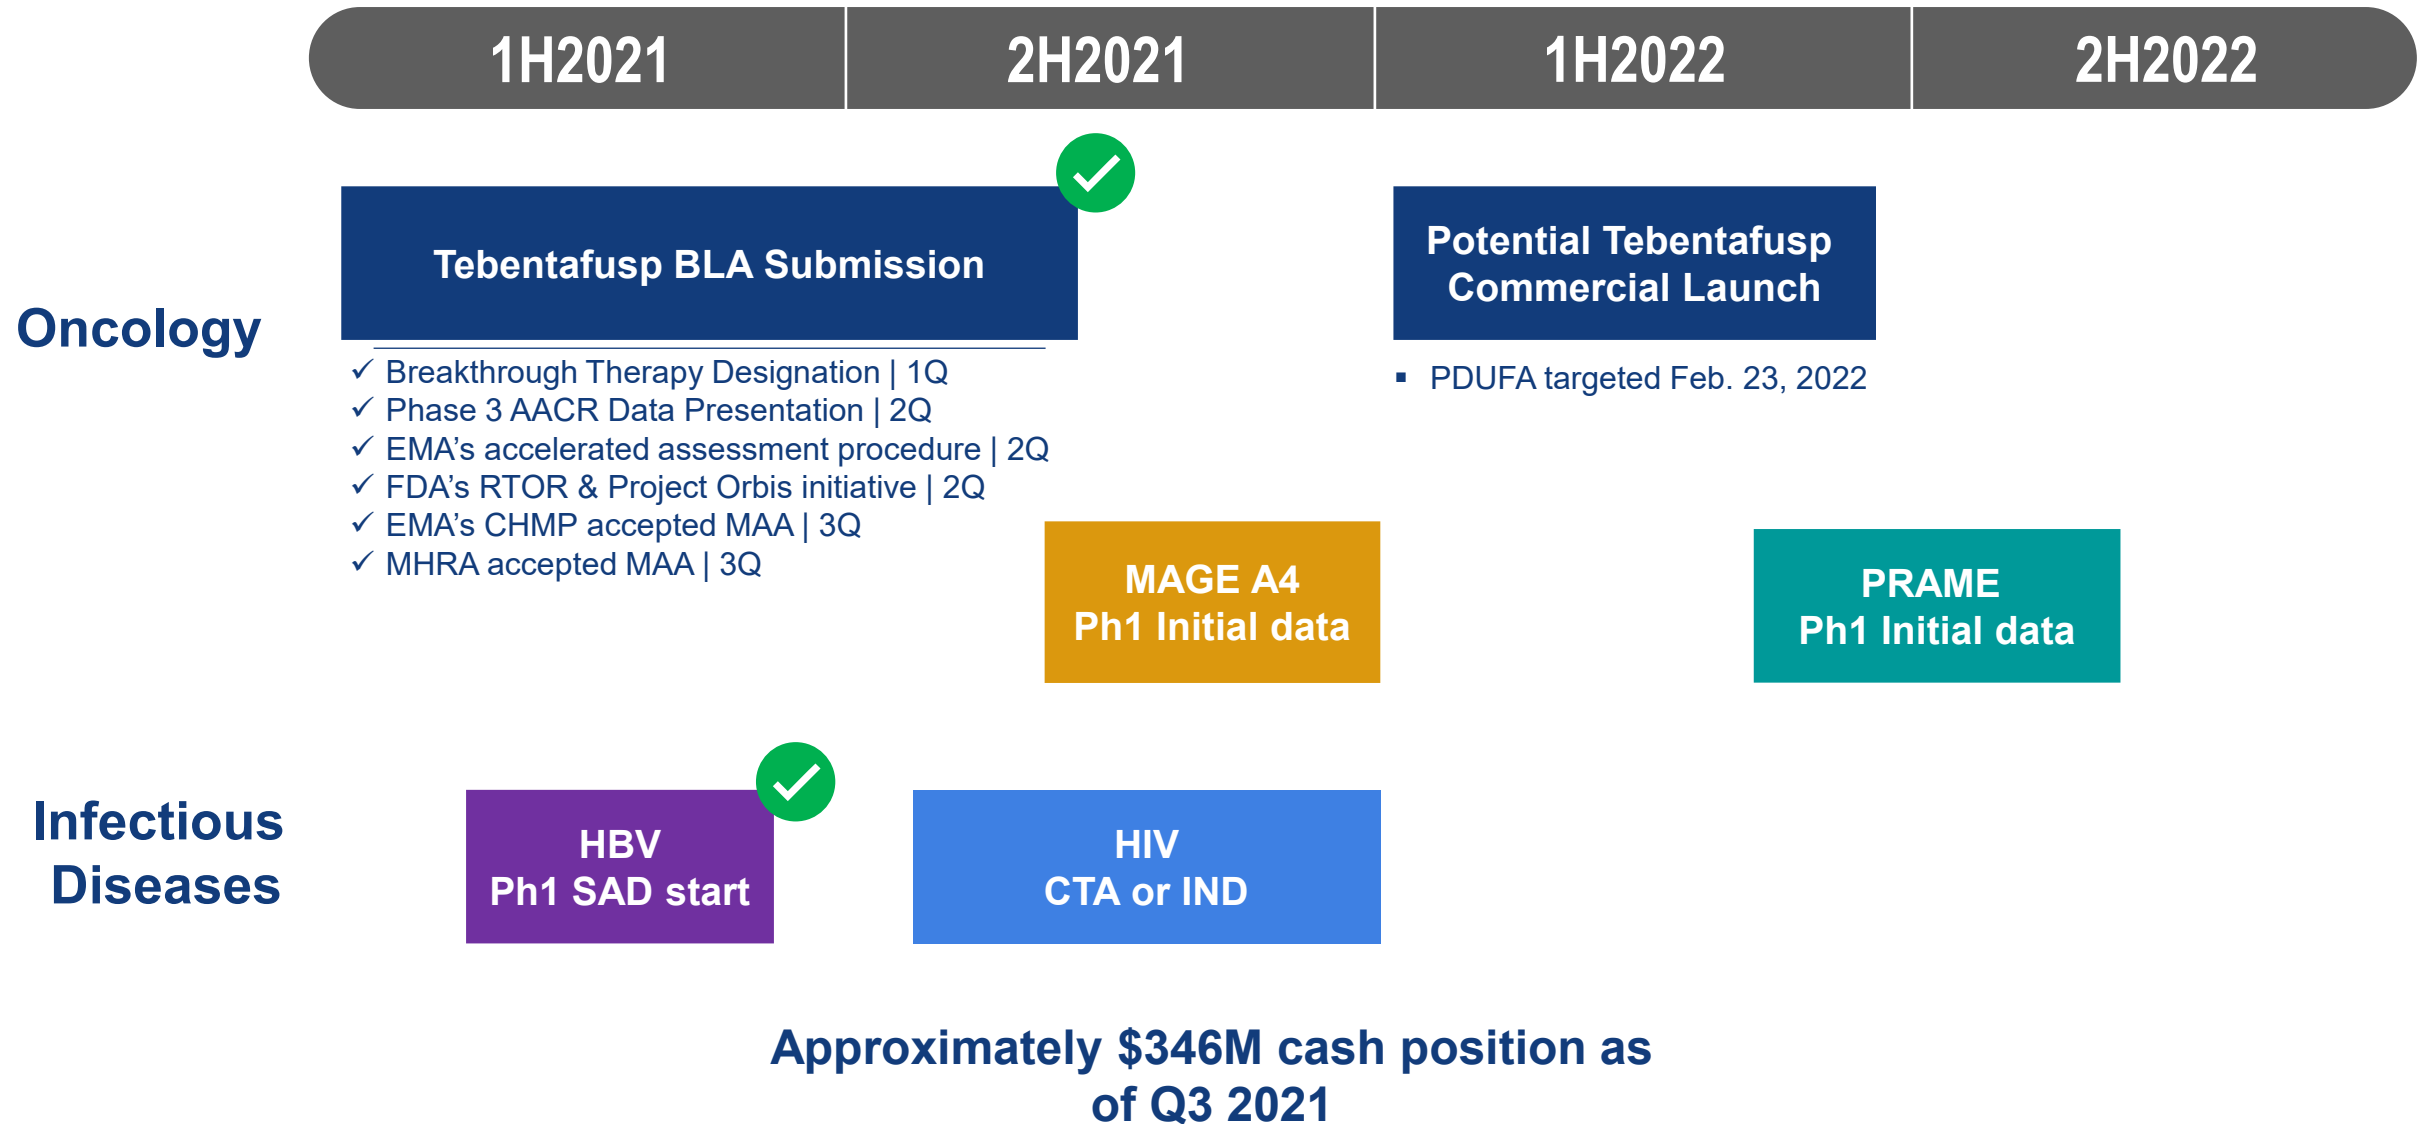 1H2021
2H2021
1H2022
2H2022
Oncology
Tebentafusp BLA Submission
✓ Breakthrough Therapy Designation | 1Q
✓ Phase 3 AACR Data Presentation | 2Q
✓ EMA’s accelerated assessment procedure | 2Q
✓ FDA’s RTOR & Project Orbis initiative | 2Q
✓ EMA’s CHMP accepted MAA | 3Q
✓ MHRA accepted MAA | 3Q
Potential Tebentafusp
Commercial Launch
▪ PDUFA targeted Feb. 23, 2022
MAGE A4
Ph1 Initial data
PRAME
Ph1 Initial data
Infectious
Diseases
HBV
Ph1 SAD start
HIV
CTA or IND
Approximately $346M cash position as
of Q3 2021